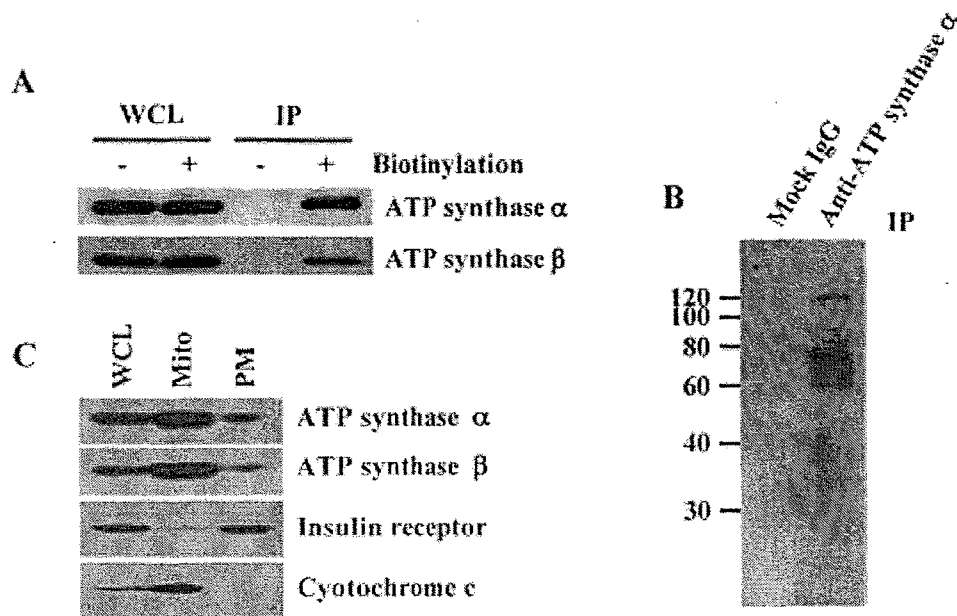 A
WCL IP
- + - + Biotinylation
ATP synthase α
ATP synthase β
B
Mock IgG
Anti-ATP synthase α
IP
120
100
80
60
40
30
C
WCL Mito PM
ATP synthase α
ATP synthase β
Insulin receptor
Cyotochrome c